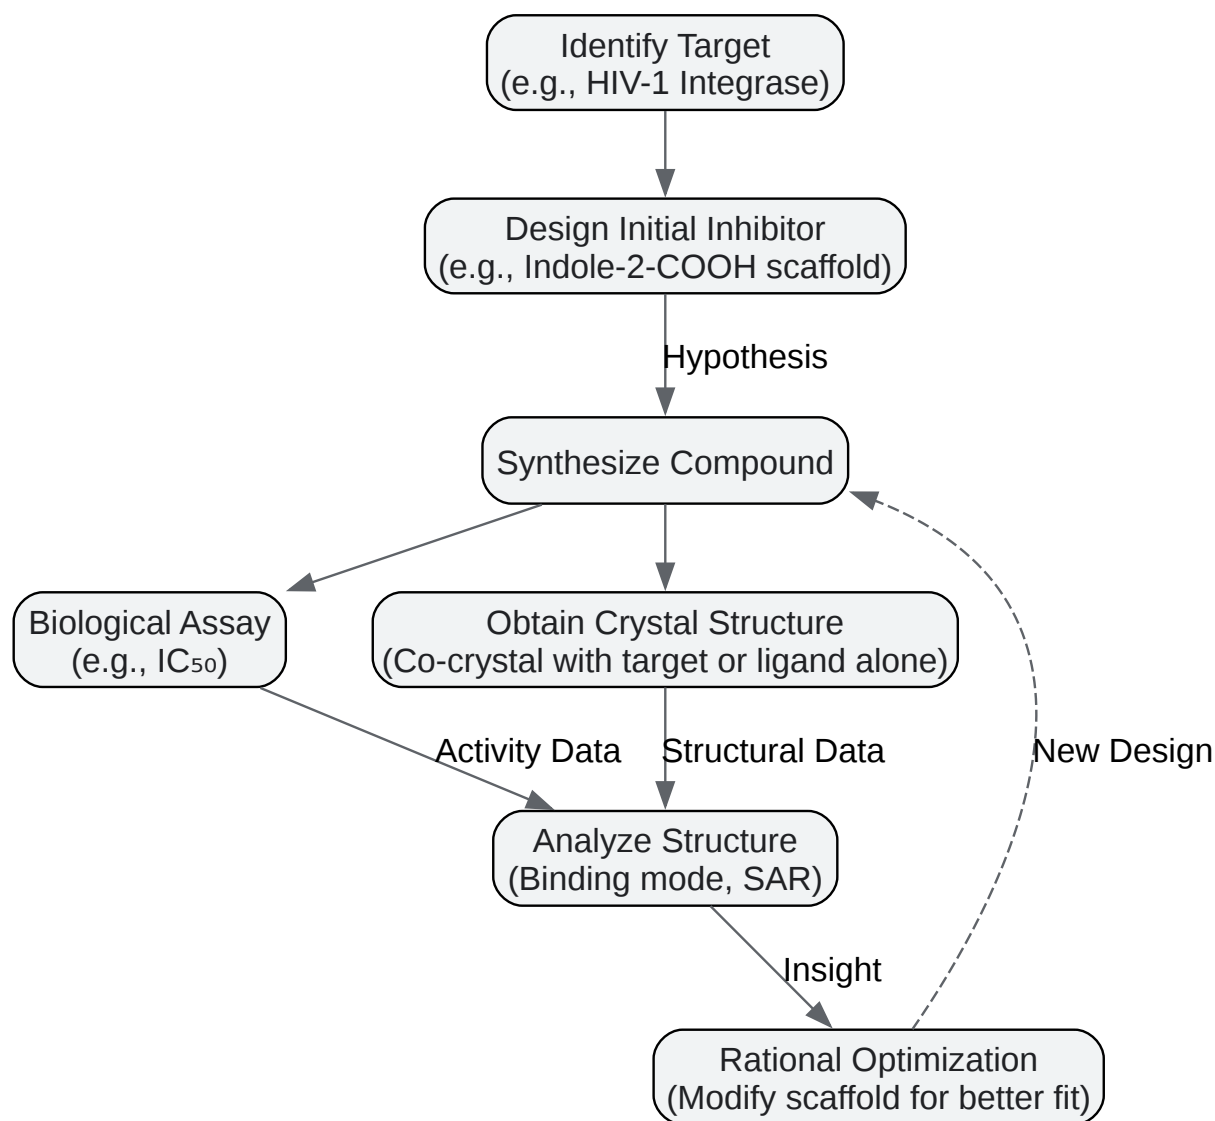 Identify Target
(e.g., HIV-1 Integrase)
Design Initial Inhibitor
(e.g., Indole-2-COOH scaffold)
Hypothesis
Synthesize Compound
Biological Assay
(e.g., IC₅₀)
Obtain Crystal Structure
(Co-crystal with target or ligand alone)
Activity Data
Structural Data
New Design
Analyze Structure
(Binding mode, SAR)
Insight
Rational Optimization
(Modify scaffold for better fit)